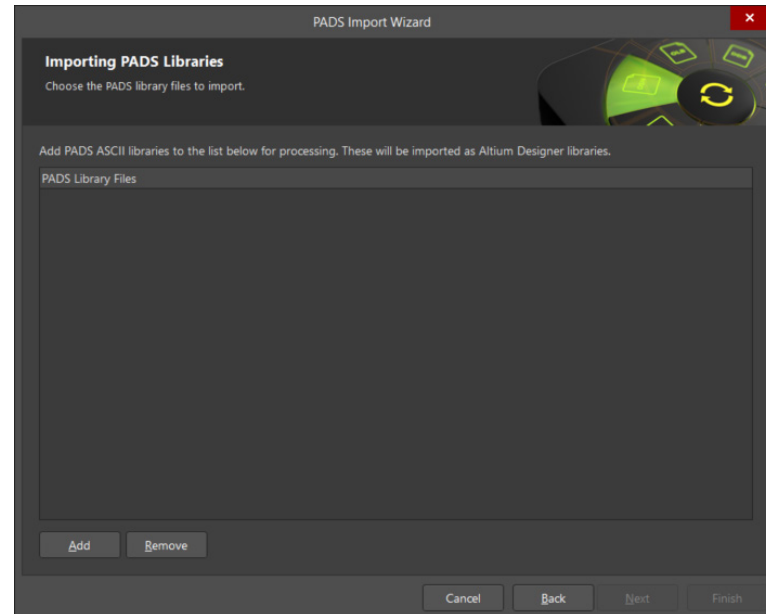 PADS Import Wizard
Importing PADS Libraries
Choose the PADS library files to import.
Add PADS ASCII libraries to the list below for processing. These will be imported as Altium Designer libraries.
PADS Library Files
Add
Remove
Cancel
Back
Next
Finish